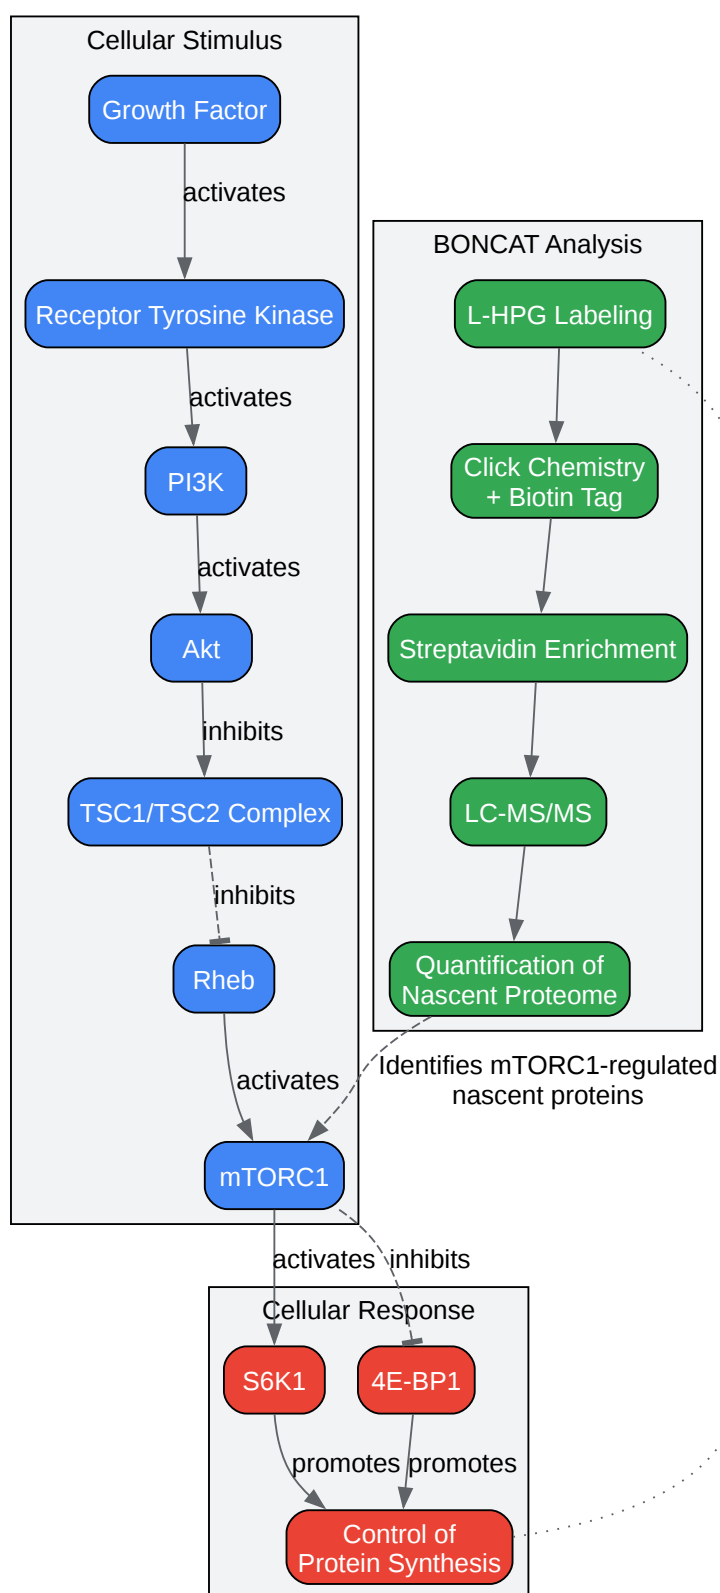 Cellular Stimulus
Growth Factor
activates
Receptor Tyrosine Kinase
activates
PI3K
activates
Akt
inhibits
TSC1/TSC2 Complex
inhibits
Rheb
activates
mTORC1
BONCAT Analysis
L-HPG Labeling
Click Chemistry
+ Biotin Tag
Streptavidin Enrichment
LC-MS/MS
Quantification of
Nascent Proteome
Identifies mTORC1-regulated
nascent proteins
activates
inhibits
Cellular Response
S6K1
4E-BP1
promotes
promotes
Control of
Protein Synthesis